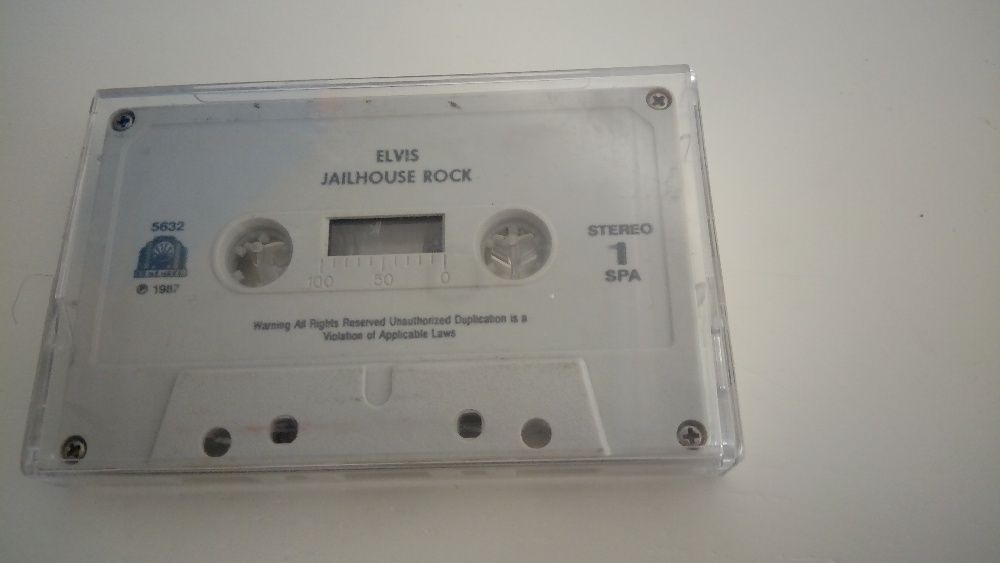 ELVIS
JAILHOUSE ROCK
5632
℗ 1987
STEREO
1
SPA
100 50 0
Warning All Rights Reserved Unauthorized Duplication is a
Violation of Applicable Laws